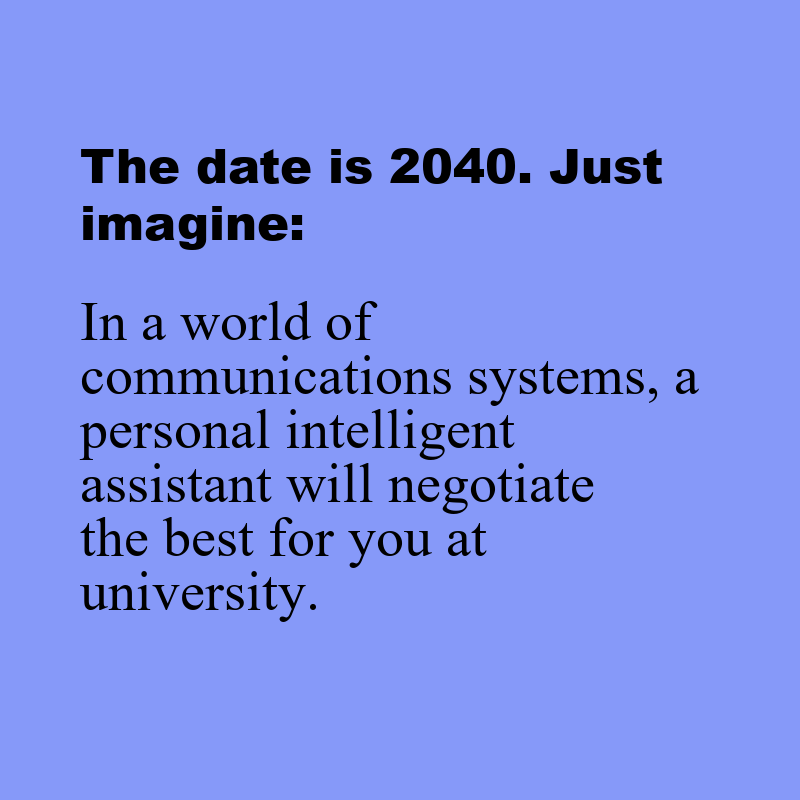 The date is 2040. Just
imagine:
In a world of
communications systems, a
personal intelligent
assistant will negotiate
the best for you at
university.